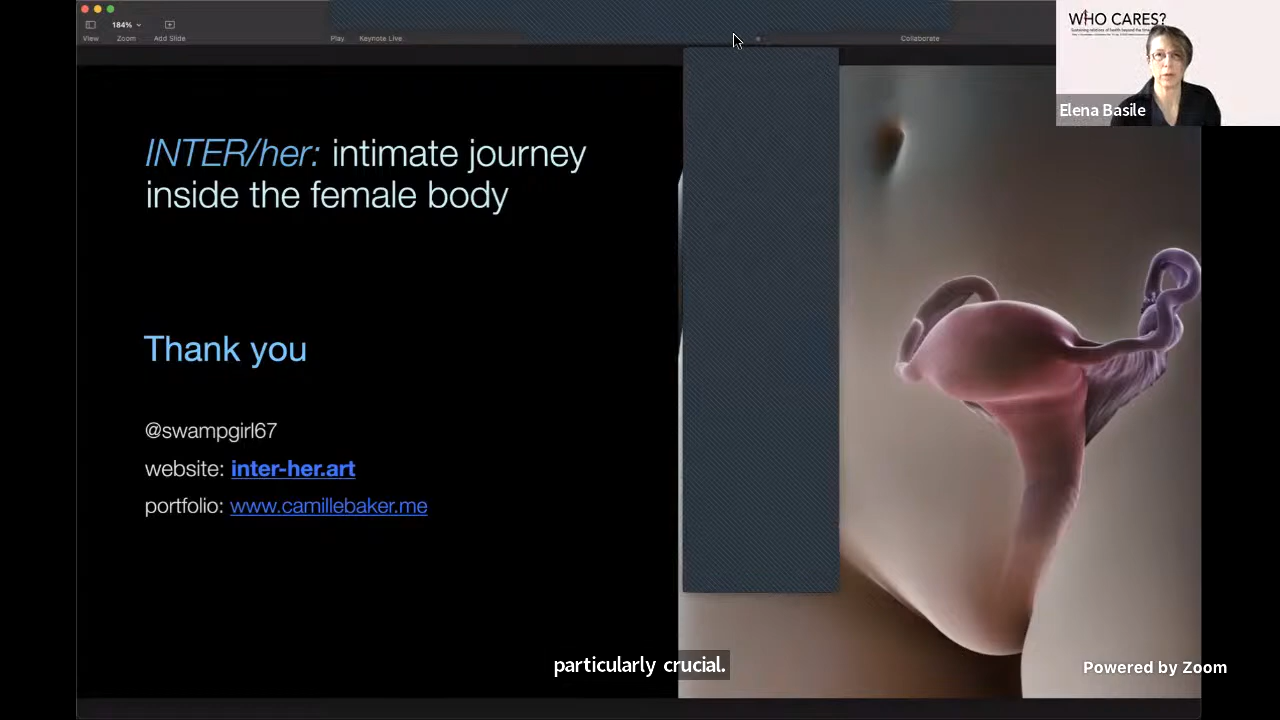 184%
View
Zoom
Add Slide
Play
Keynote Live
Collaborate
WHO CARES?
Elena Basile
INTER/her: intimate journey
inside the female body
Thank you
@swampgirl67
website: inter-her.art
portfolio: www.camillebaker.me
particularly crucial.
Powered by Zoom